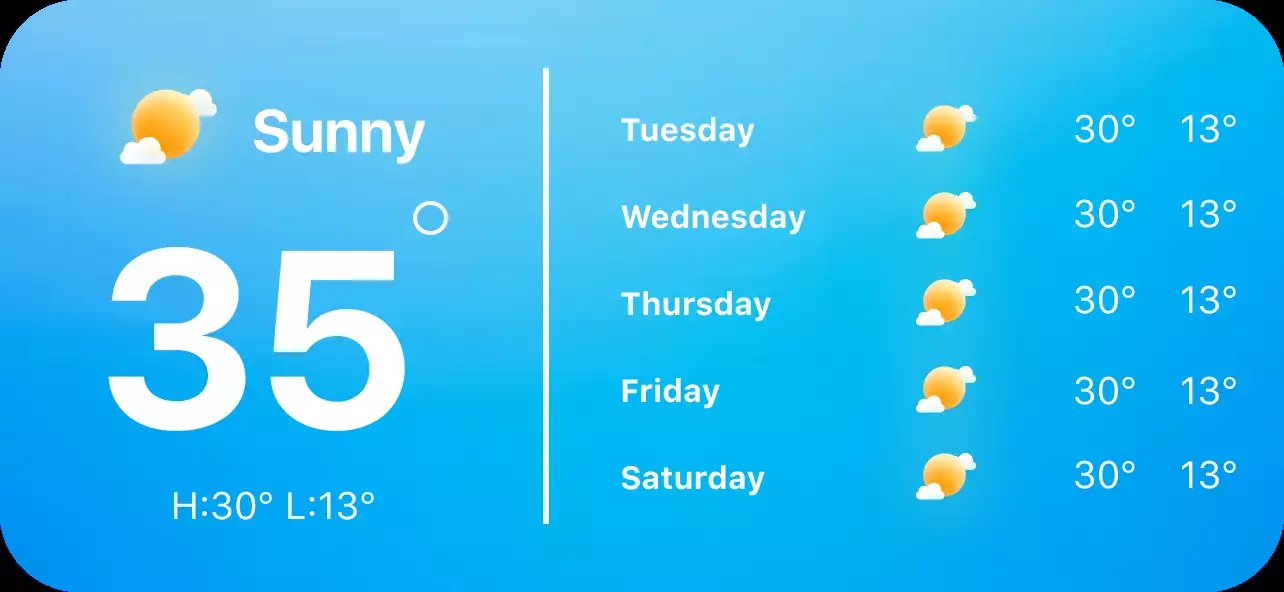 Sunny
35°
H:30° L:13°
Tuesday 30° 13°
Wednesday 30° 13°
Thursday 30° 13°
Friday 30° 13°
Saturday 30° 13°